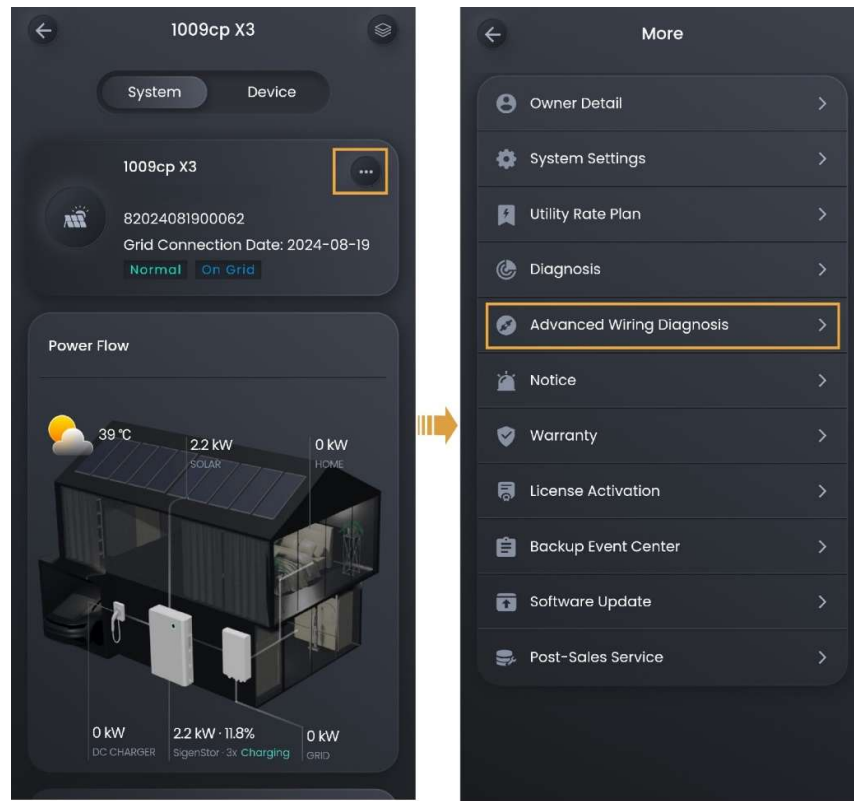 1009cp X3
System Device
1009cp X3
82024081900062
Grid Connection Date: 2024-08-19
Normal On Grid
Power Flow
39 °C
2.2 kW
SOLAR
0 kW
HOME
0 kW
DC CHARGER
2.2 kW · 11.8%
SigenStor · 3x Charging
0 kW
GRID
More
Owner Detail
System Settings
Utility Rate Plan
Diagnosis
Advanced Wiring Diagnosis
Notice
Warranty
License Activation
Backup Event Center
Software Update
Post-Sales Service